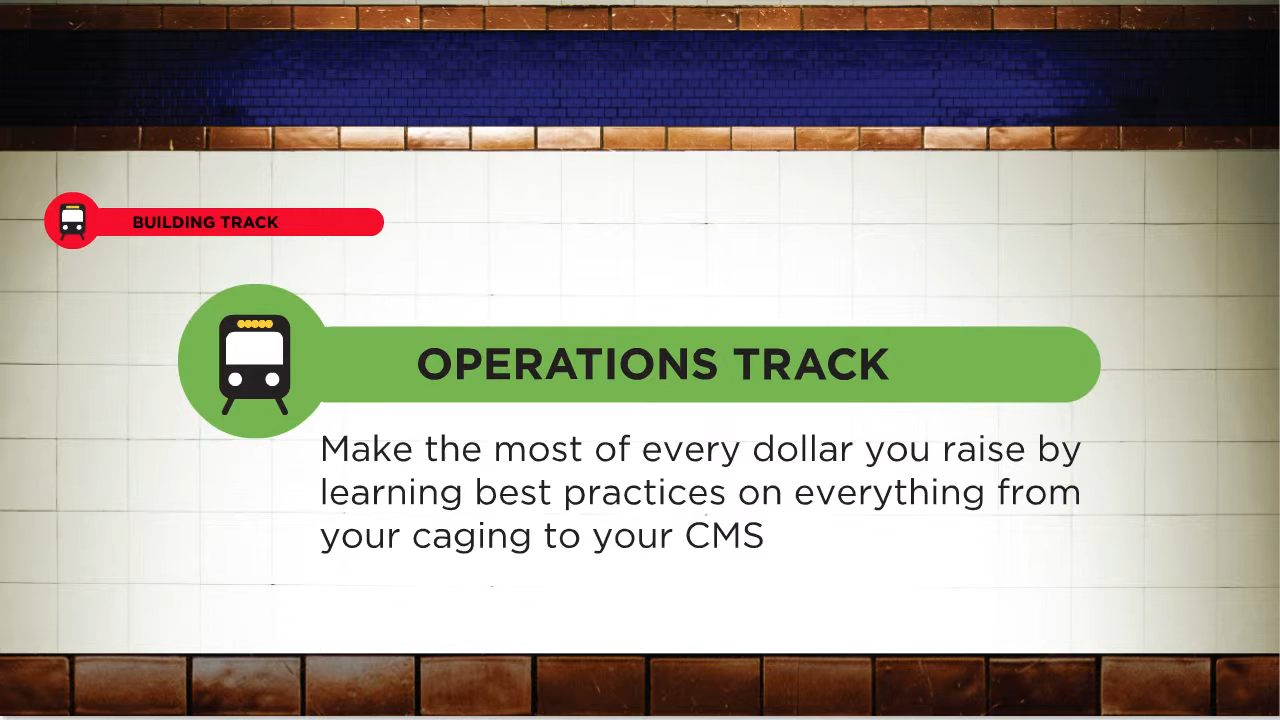 BUILDING TRACK
OPERATIONS TRACK
Make the most of every dollar you raise by
learning best practices on everything from
your caging to your CMS